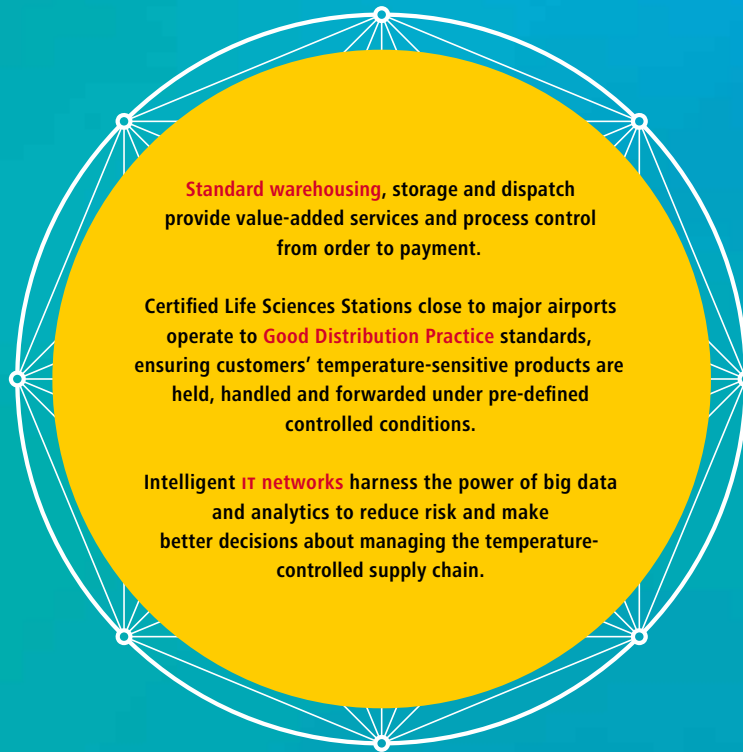 Standard warehousing, storage and dispatch
provide value-added services and process control
from order to payment.
Certified Life Sciences Stations close to major airports
operate to Good Distribution Practice standards,
ensuring customers’ temperature-sensitive products are
held, handled and forwarded under pre-defined
controlled conditions.
Intelligent IT networks harness the power of big data
and analytics to reduce risk and make
better decisions about managing the temperature-
controlled supply chain.